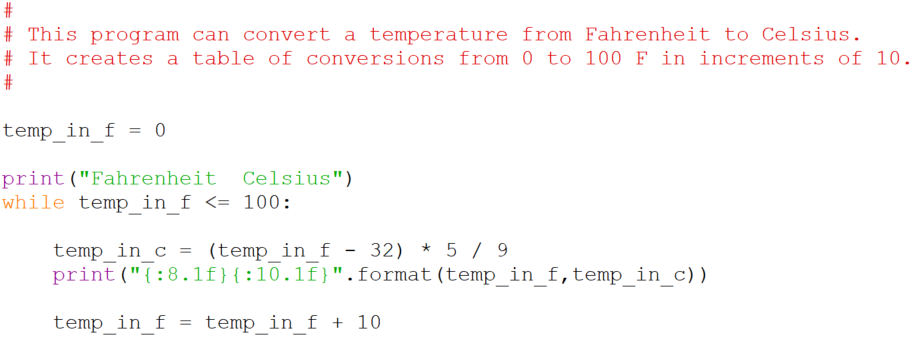 #
# This program can convert a temperature from Fahrenheit to Celsius.
# It creates a table of conversions from 0 to 100 F in increments of 10.
#
temp_in_f = 0
print("Fahrenheit  Celsius")
while temp_in_f <= 100:
    temp_in_c = (temp_in_f - 32) * 5 / 9
    print("{:8.1f}{:10.1f}".format(temp_in_f,temp_in_c))
    temp_in_f = temp_in_f + 10